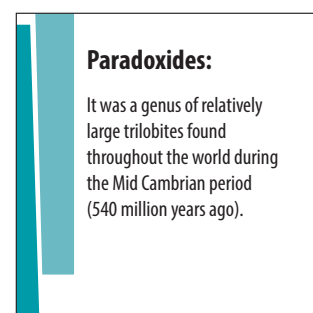 Paradoxides:
It was a genus of relatively
large trilobites found
throughout the world during
the Mid Cambrian period
(540 million years ago).